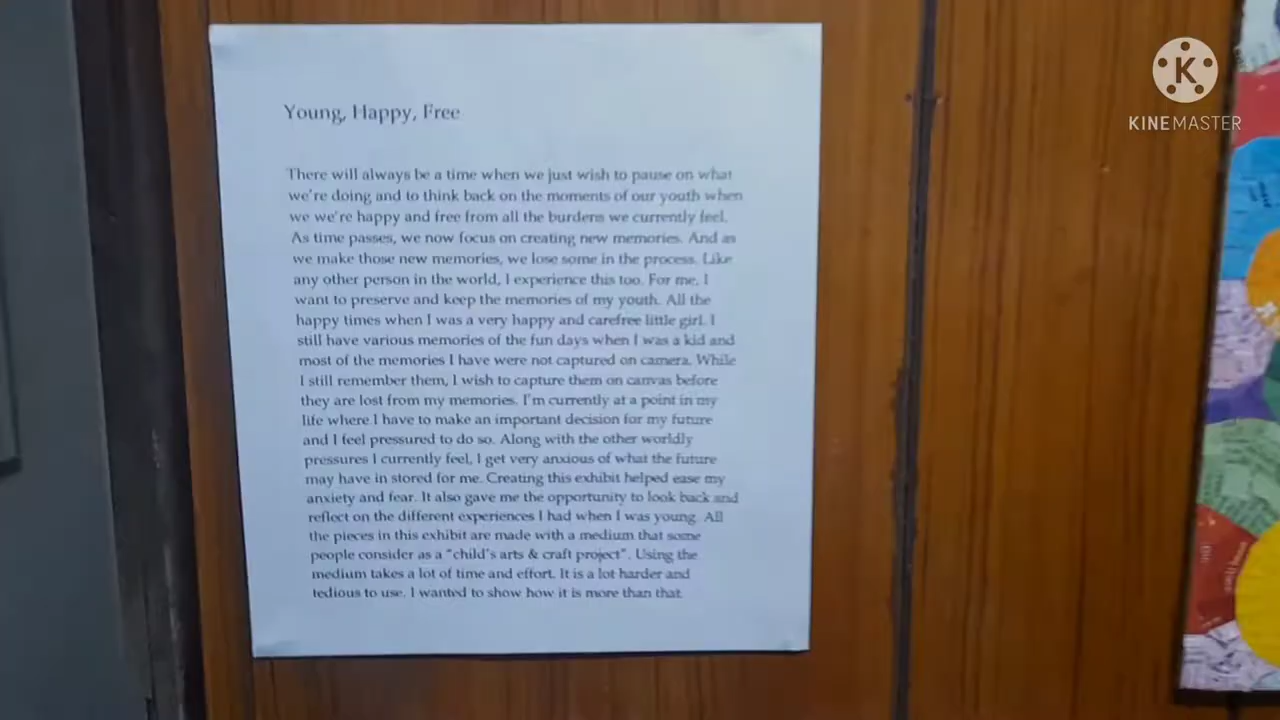 Young, Happy, Free
There will always be a time when we just wish to pause on what
we're doing and to think back on the moments of our youth when
we we're happy and free from all the burdens we currently feel.
As time passes, we now focus on creating new memories. And as
we make those new memories, we lose some in the process. Like
any other person in the world, I experience this too. For me, I
want to preserve and keep the memories of my youth. All the
happy times when I was a very happy and carefree little girl. I
still have various memories of the fun days when I was a kid and
most of the memories I have were not captured on camera. While
I still remember them, I wish to capture them on canvas before
they are lost from my memories. I'm currently at a point in my
life where I have to make an important decision for my future
and I feel pressured to do so. Along with the other worldly
pressures I currently feel, I get very anxious of what the future
may have in stored for me. Creating this exhibit helped ease my
anxiety and fear. It also gave me the opportunity to look back and
reflect on the different experiences I had when I was young. All
the pieces in this exhibit are made with a medium that some
people consider as a "child's arts & craft project". Using the
medium takes a lot of time and effort. It is a lot harder and
tedious to use. I wanted to show how it is more than that.
K
KINEMASTER